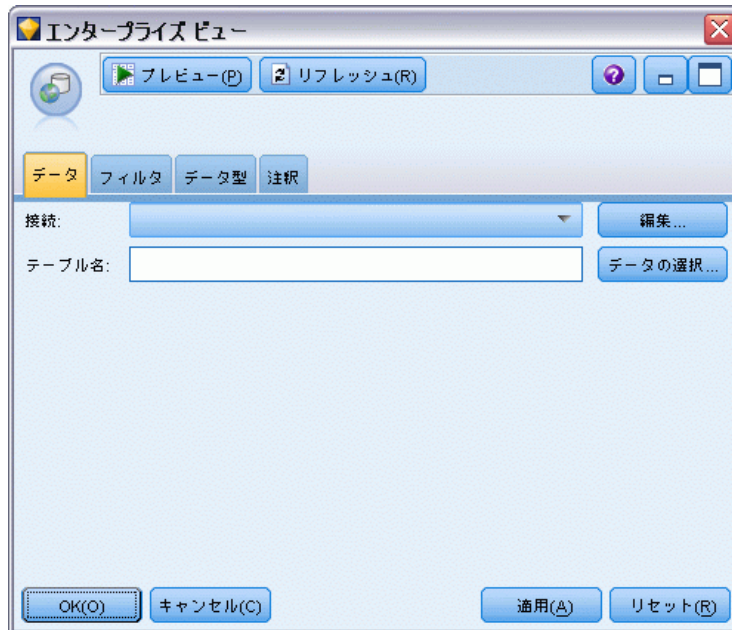 エンタープライズ ビュー
プレビュー(P) リフレッシュ(R)
データ フィルタ データ型 注釈
接続: 編集...
テーブル名: データの選択...
OK(O) キャンセル(C) 適用(A) リセット(R)